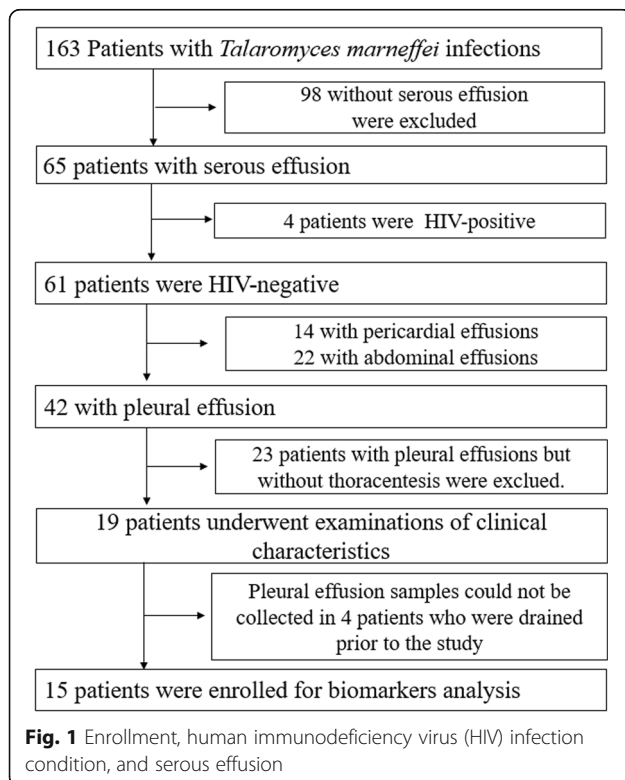 163 Patients with Talaromyces marneffei infections
98 without serous effusion
were excluded
65 patients with serous effusion
4 patients were HIV-positive
61 patients were HIV-negative
14 with pericardial effusions
22 with abdominal effusions
42 with pleural effusion
23 patients with pleural effusions but
without thoracentesis were exclued.
19 patients underwent examinations of clinical
characteristics
Pleural effusion samples could not be
collected in 4 patients who were drained
prior to the study
15 patients were enrolled for biomarkers analysis
Fig. 1 Enrollment, human immunodeficiency virus (HIV) infection
condition, and serous effusion